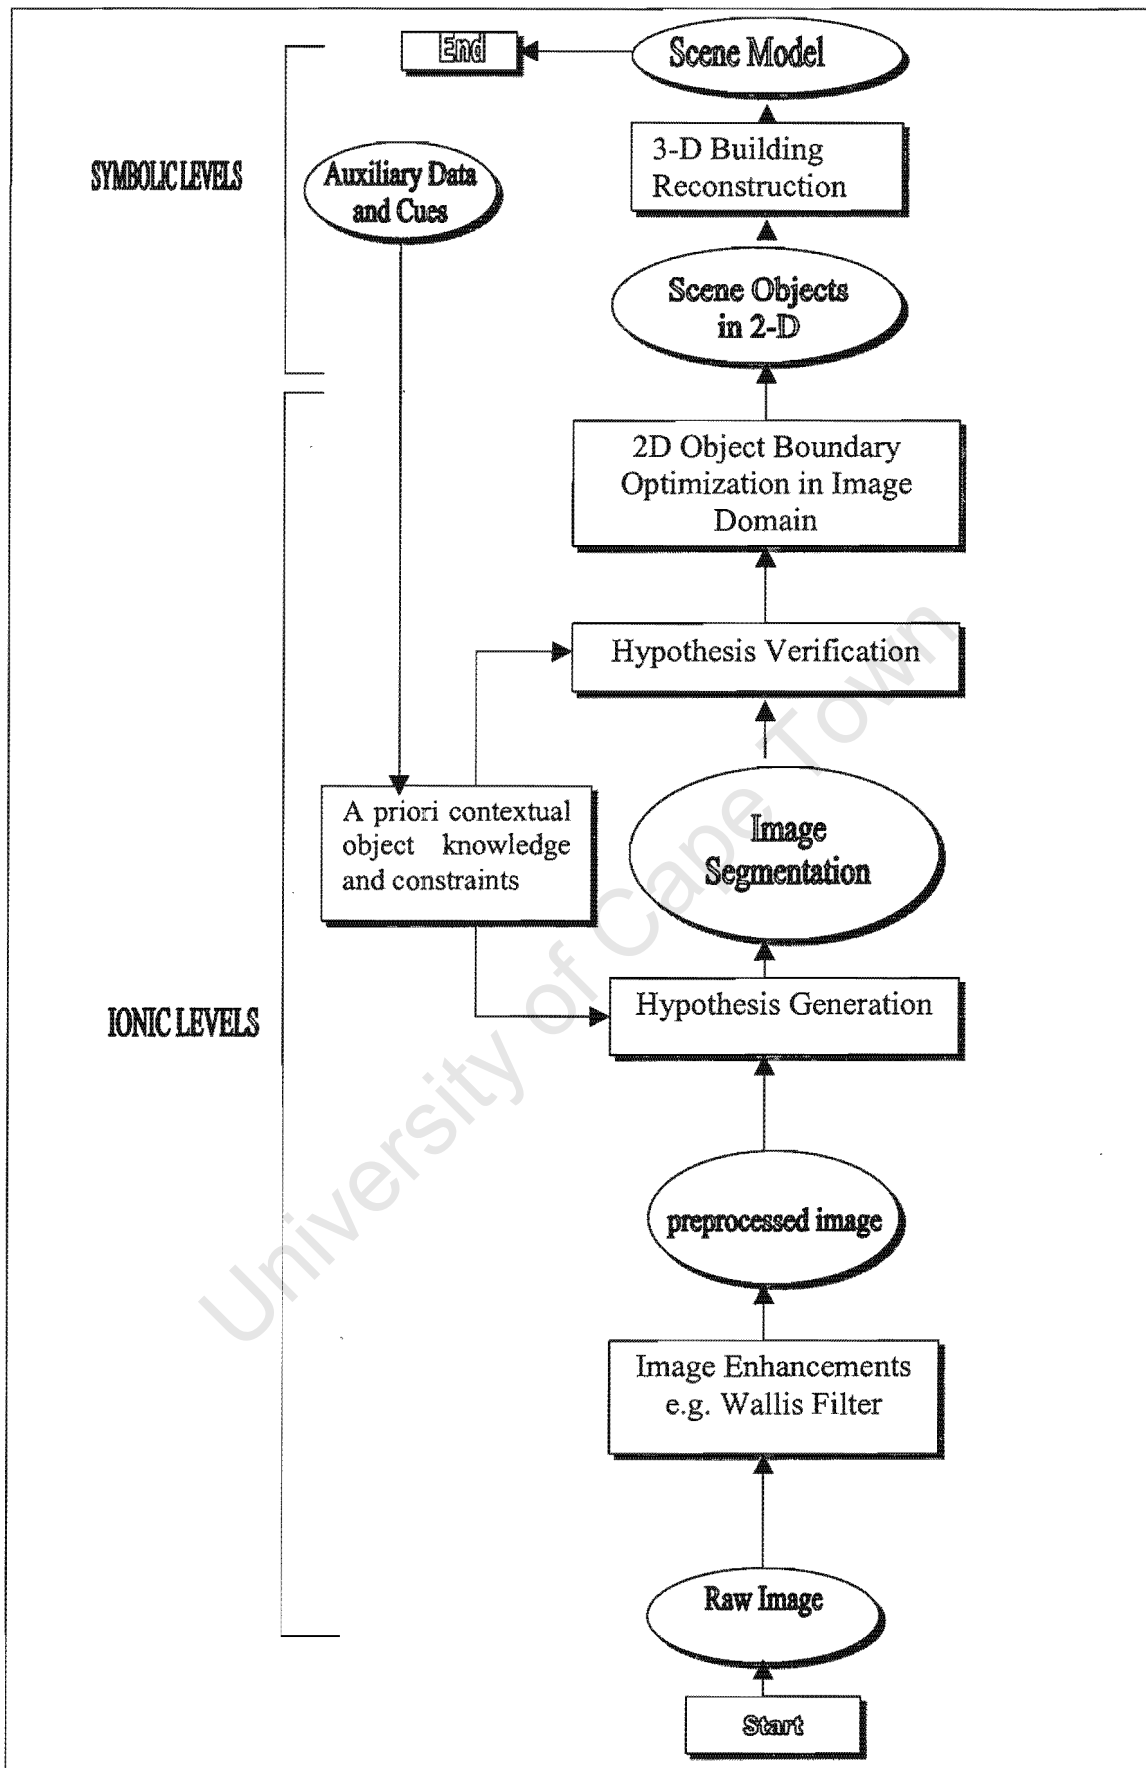 End
Scene Model
3-D Building
Reconstruction
SYMBOLIC LEVELS
Auxiliary Data
and Cues
Scene Objects
in 2-D
2D Object Boundary
Optimization in Image
Domain
Hypothesis Verification
A priori contextual
object knowledge
and constraints
Image
Segmentation
Hypothesis Generation
IONIC LEVELS
preprocessed image
Image Enhancements
e.g. Wallis Filter
Raw Image
Start
University of Cape Town